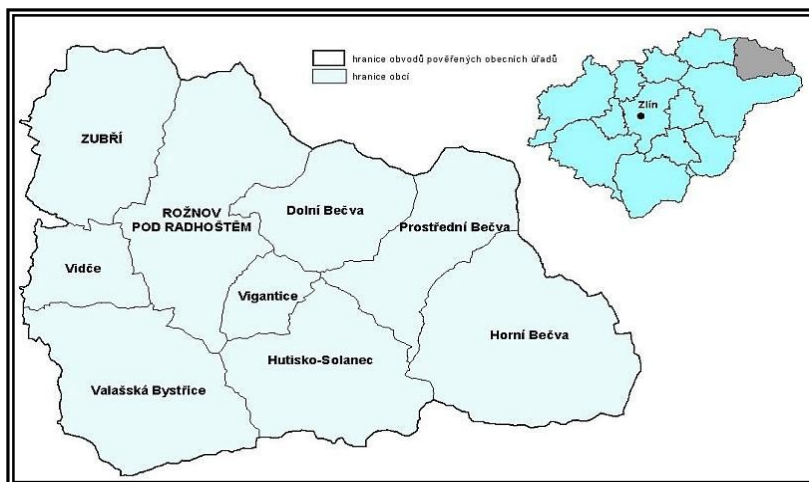 hranice obvodů pověřených obecních úřadů
hranice obcí
Zlín
ZUBŘÍ
ROŽNOV
POD RADHOŠTĚM
Dolní Bečva
Prostřední Bečva
Vidče
Vigantice
Horní Bečva
Hutisko-Solanec
Valašská Bystřice